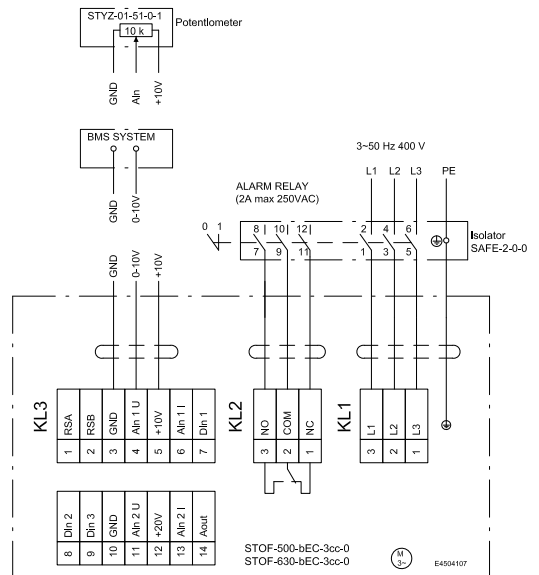 STYZ-01-51-0-1
10 k
Potentlometer
GND
AIn
+10V
BMS SYSTEM
GND
0-10V
3~50 Hz 400 V
L1 L2 L3 PE
ALARM RELAY
(2A max 250VAC)
0 1
8 10 12 2 4 6
7 9 11 1 3 5
Isolator
SAFE-2-0-0
GND
0-10V
+10V
KL3
RSA
RSB
GND
AIn 1 U
+10V
AIn 1 I
DIn 1
1 2 3 4 5 6 7
KL2
NO
COM
NC
3 2 1
KL1
L1
L2
L3
3 2 1
DIn 2
Din 3
GND
AIn 2 U
+20V
AIn 2 I
Aout
8 9 10 11 12 13 14
STOF-500-bEC-3cc-0
STOF-630-bEC-3cc-0
M
3~
E4504107